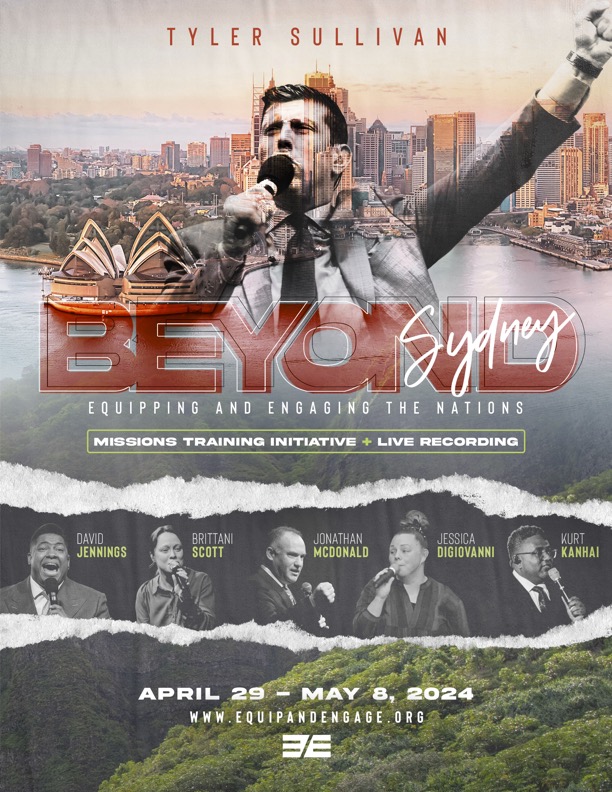 TYLER SULLIVAN
BEYOND
Sydney
EQUIPPING AND ENGAGING THE NATIONS
MISSIONS TRAINING INITIATIVE + LIVE RECORDING
DAVID
JENNINGS
BRITTANI
SCOTT
JONATHAN
MCDONALD
JESSICA
DIGIOVANNI
KURT
KANHAI
APRIL 29 – MAY 8, 2024
WWW.EQUIPANDENGAGE.ORG